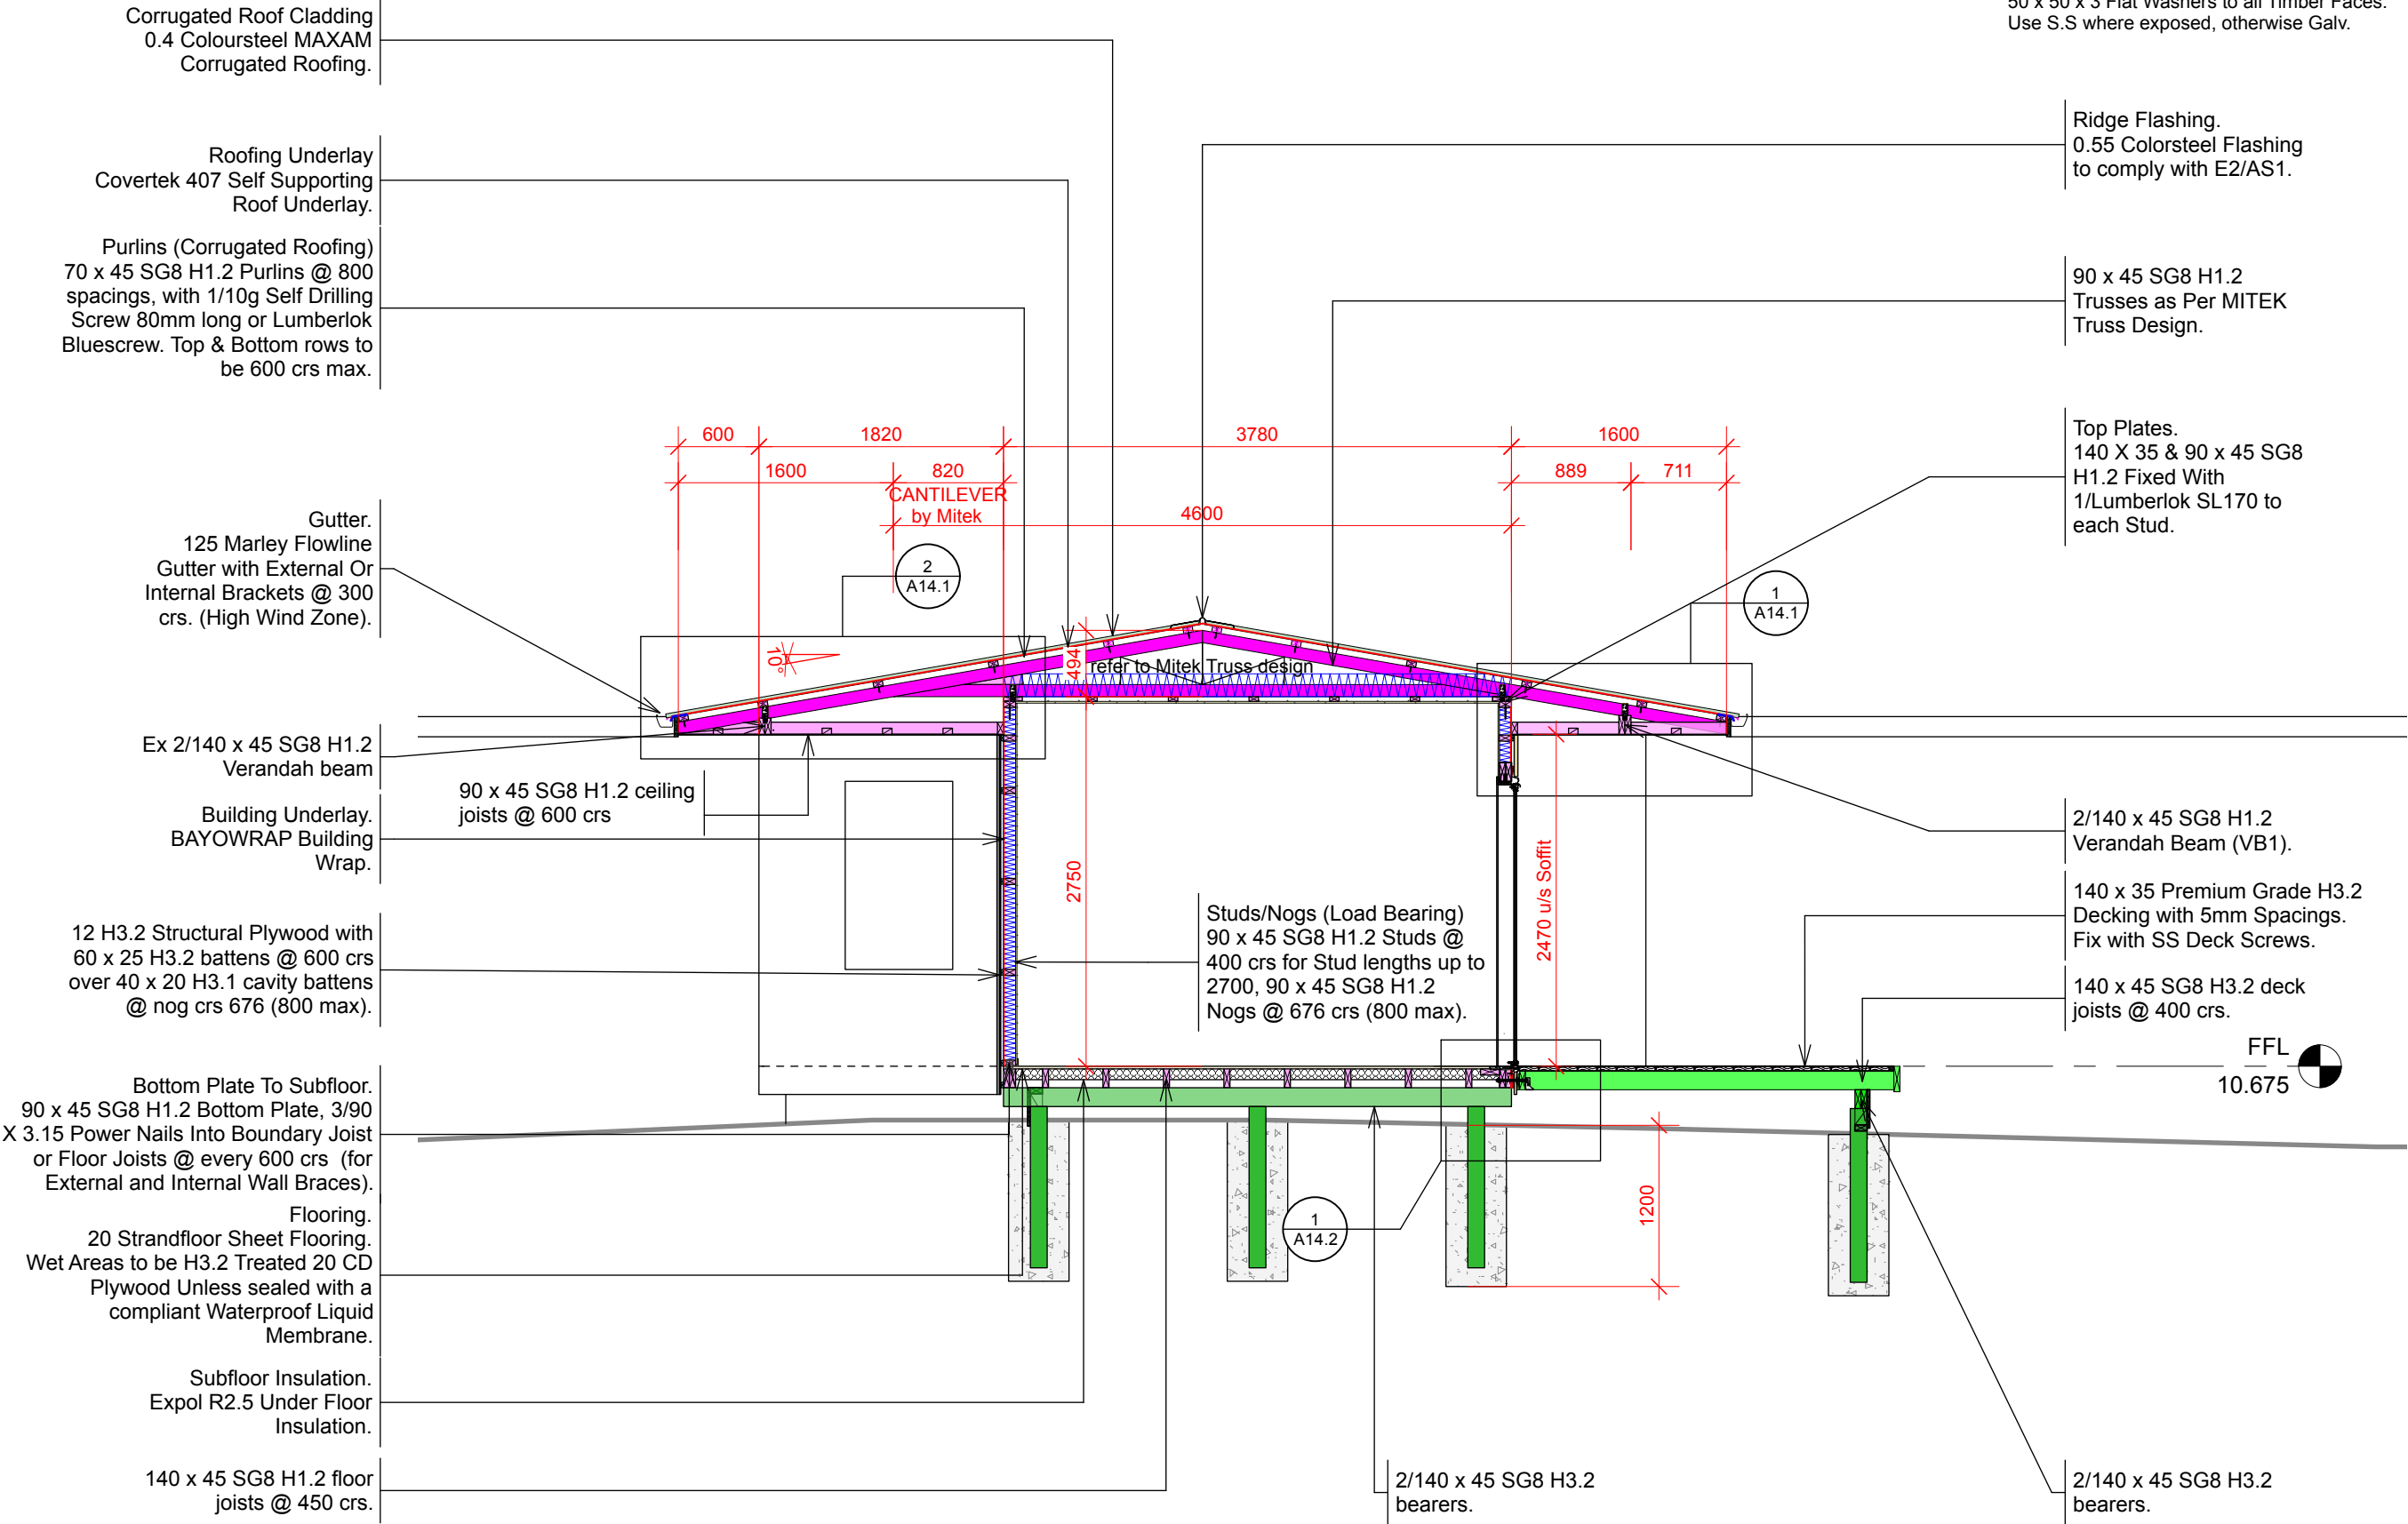 Corrugated Roof Cladding
0.4 Coloursteel MAXAM
Corrugated Roofing.
Roofing Underlay
Covertek 407 Self Supporting
Roof Underlay.
Purlins (Corrugated Roofing)
70 x 45 SG8 H1.2 Purlins @ 800
spacings, with 1/10g Self Drilling
Screw 80mm long or Lumberlok
Bluescrew. Top & Bottom rows to
be 600 crs max.
Gutter.
125 Marley Flowline
Gutter with External Or
Internal Brackets @ 300
crs. (High Wind Zone).
Ex 2/140 x 45 SG8 H1.2
Verandah beam
Building Underlay.
BAYOWRAP Building
Wrap.
12 H3.2 Structural Plywood with
60 x 25 H3.2 battens @ 600 crs
over 40 x 20 H3.1 cavity battens
@ nog crs 676 (800 max).
Bottom Plate To Subfloor.
90 x 45 SG8 H1.2 Bottom Plate, 3/90
X 3.15 Power Nails Into Boundary Joist
or Floor Joists @ every 600 crs (for
External and Internal Wall Braces).
Flooring.
20 Strandfloor Sheet Flooring.
Wet Areas to be H3.2 Treated 20 CD
Plywood Unless sealed with a
compliant Waterproof Liquid
Membrane.
Subfloor Insulation.
Expol R2.5 Under Floor
Insulation.
140 x 45 SG8 H1.2 floor
joists @ 450 crs.
600
1820
3780
1600
1600
820
889
711
CANTILEVER
by Mitek
4600
2
A14.1
1
A14.1
10°
494
refer to Mitek Truss design
90 x 45 SG8 H1.2 ceiling
joists @ 600 crs
2750
2470 u/s Soffit
Studs/Nogs (Load Bearing)
90 x 45 SG8 H1.2 Studs @
400 crs for Stud lengths up to
2700, 90 x 45 SG8 H1.2
Nogs @ 676 crs (800 max).
1
A14.2
1200
2/140 x 45 SG8 H3.2
bearers.
50 x 50 x 3 Flat Washers to all Timber Faces.
Use S.S where exposed, otherwise Galv.
Ridge Flashing.
0.55 Colorsteel Flashing
to comply with E2/AS1.
90 x 45 SG8 H1.2
Trusses as Per MITEK
Truss Design.
Top Plates.
140 X 35 & 90 x 45 SG8
H1.2 Fixed With
1/Lumberlok SL170 to
each Stud.
2/140 x 45 SG8 H1.2
Verandah Beam (VB1).
140 x 35 Premium Grade H3.2
Decking with 5mm Spacings.
Fix with SS Deck Screws.
140 x 45 SG8 H3.2 deck
joists @ 400 crs.
FFL
10.675
2/140 x 45 SG8 H3.2
bearers.